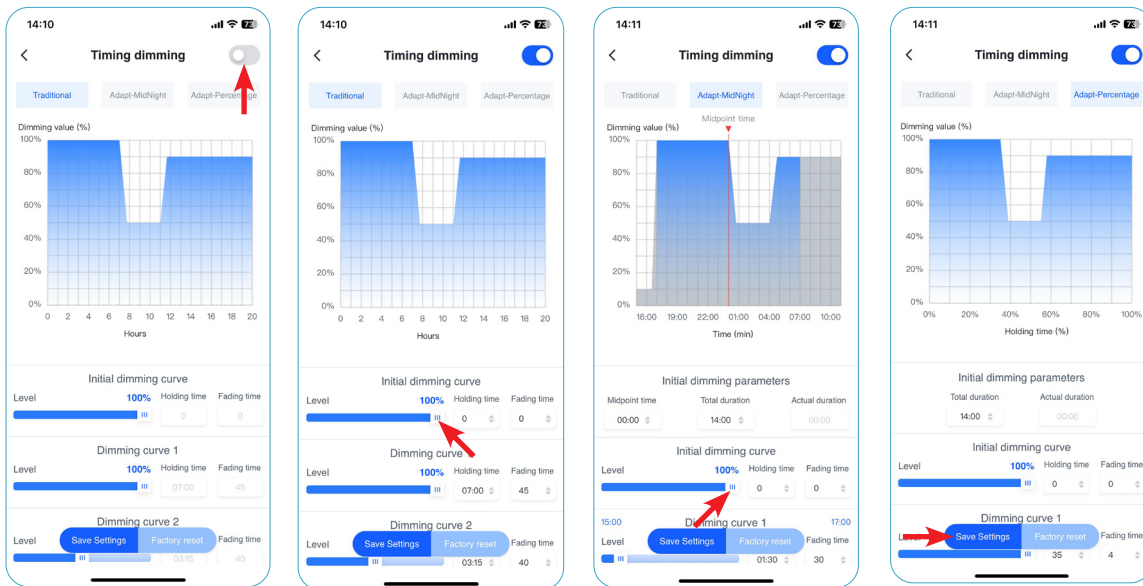 14:10
73
Timing dimming
Traditional
Adapt-MidNight
Adapt-Percentage
Dimming value (%)
100%
80%
60%
40%
20%
0%
0 2 4 6 8 10 12 14 16 18 20
Hours
Initial dimming curve
Level 100% Holding time Fading time
0 0
Dimming curve 1
Level 100% Holding time Fading time
07:00 45
Dimming curve 2
Level Save Settings Factory reset Fading time
03:15 40
14:10
73
Timing dimming
Traditional
Adapt-MidNight
Adapt-Percentage
Dimming value (%)
100%
80%
60%
40%
20%
0%
0 2 4 6 8 10 12 14 16 18 20
Hours
Initial dimming curve
Level 100% Holding time Fading time
0 0
Dimming curve
Level 100% Holding time Fading time
07:00 45
Dimming curve 2
Level Save Settings Factory reset Fading time
03:15 40
14:11
73
Timing dimming
Traditional
Adapt-MidNight
Adapt-Percentage
Midpoint time
Dimming value (%)
100%
80%
60%
40%
20%
0%
16:00 19:00 22:00 01:00 04:00 07:00 10:00
Time (min)
Initial dimming parameters
Midpoint time Total duration Actual duration
00:00 14:00 00:00
Initial dimming curve
Level 100% Holding time Fading time
0 0
15:00 Dimming curve 1 17:00
Level Save Settings Factory reset Fading time
01:30 30
14:11
73
Timing dimming
Traditional
Adapt-MidNight
Adapt-Percentage
Dimming value (%)
100%
80%
60%
40%
20%
0%
0% 20% 40% 60% 80% 100%
Holding time (%)
Initial dimming parameters
Total duration Actual duration
14:00 00:00
Initial dimming curve
Level 100% Holding time Fading time
0 0
Dimming curve 1
Save Settings Factory reset Fading time
35 4